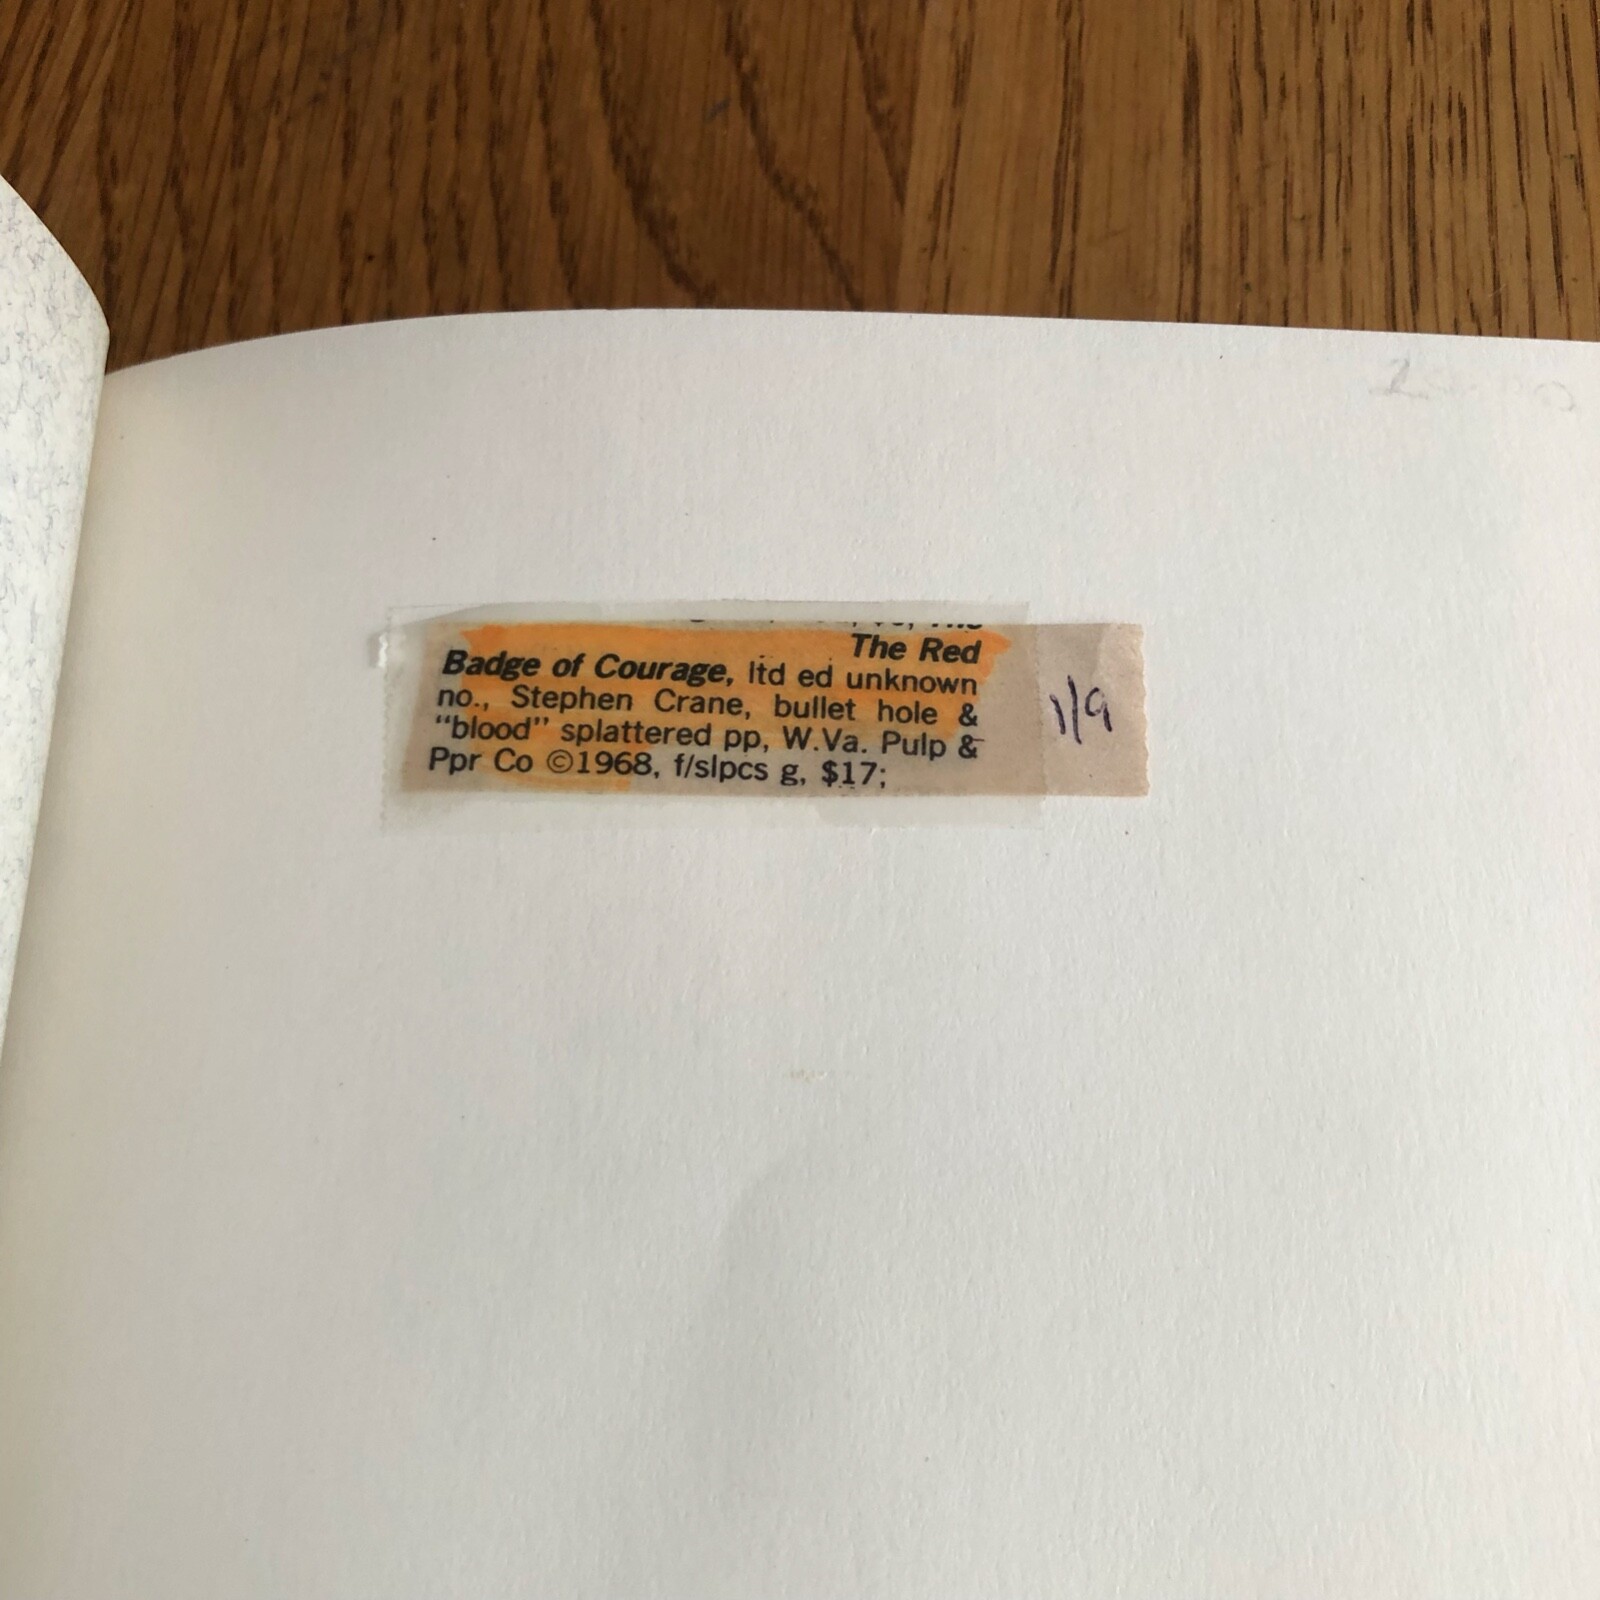 The Red
Badge of Courage, ltd ed unknown
no., Stephen Crane, bullet hole &
"blood" splattered pp, W.Va. Pulp &
Ppr Co ©1968, f/slpcs g, $17;
1/9